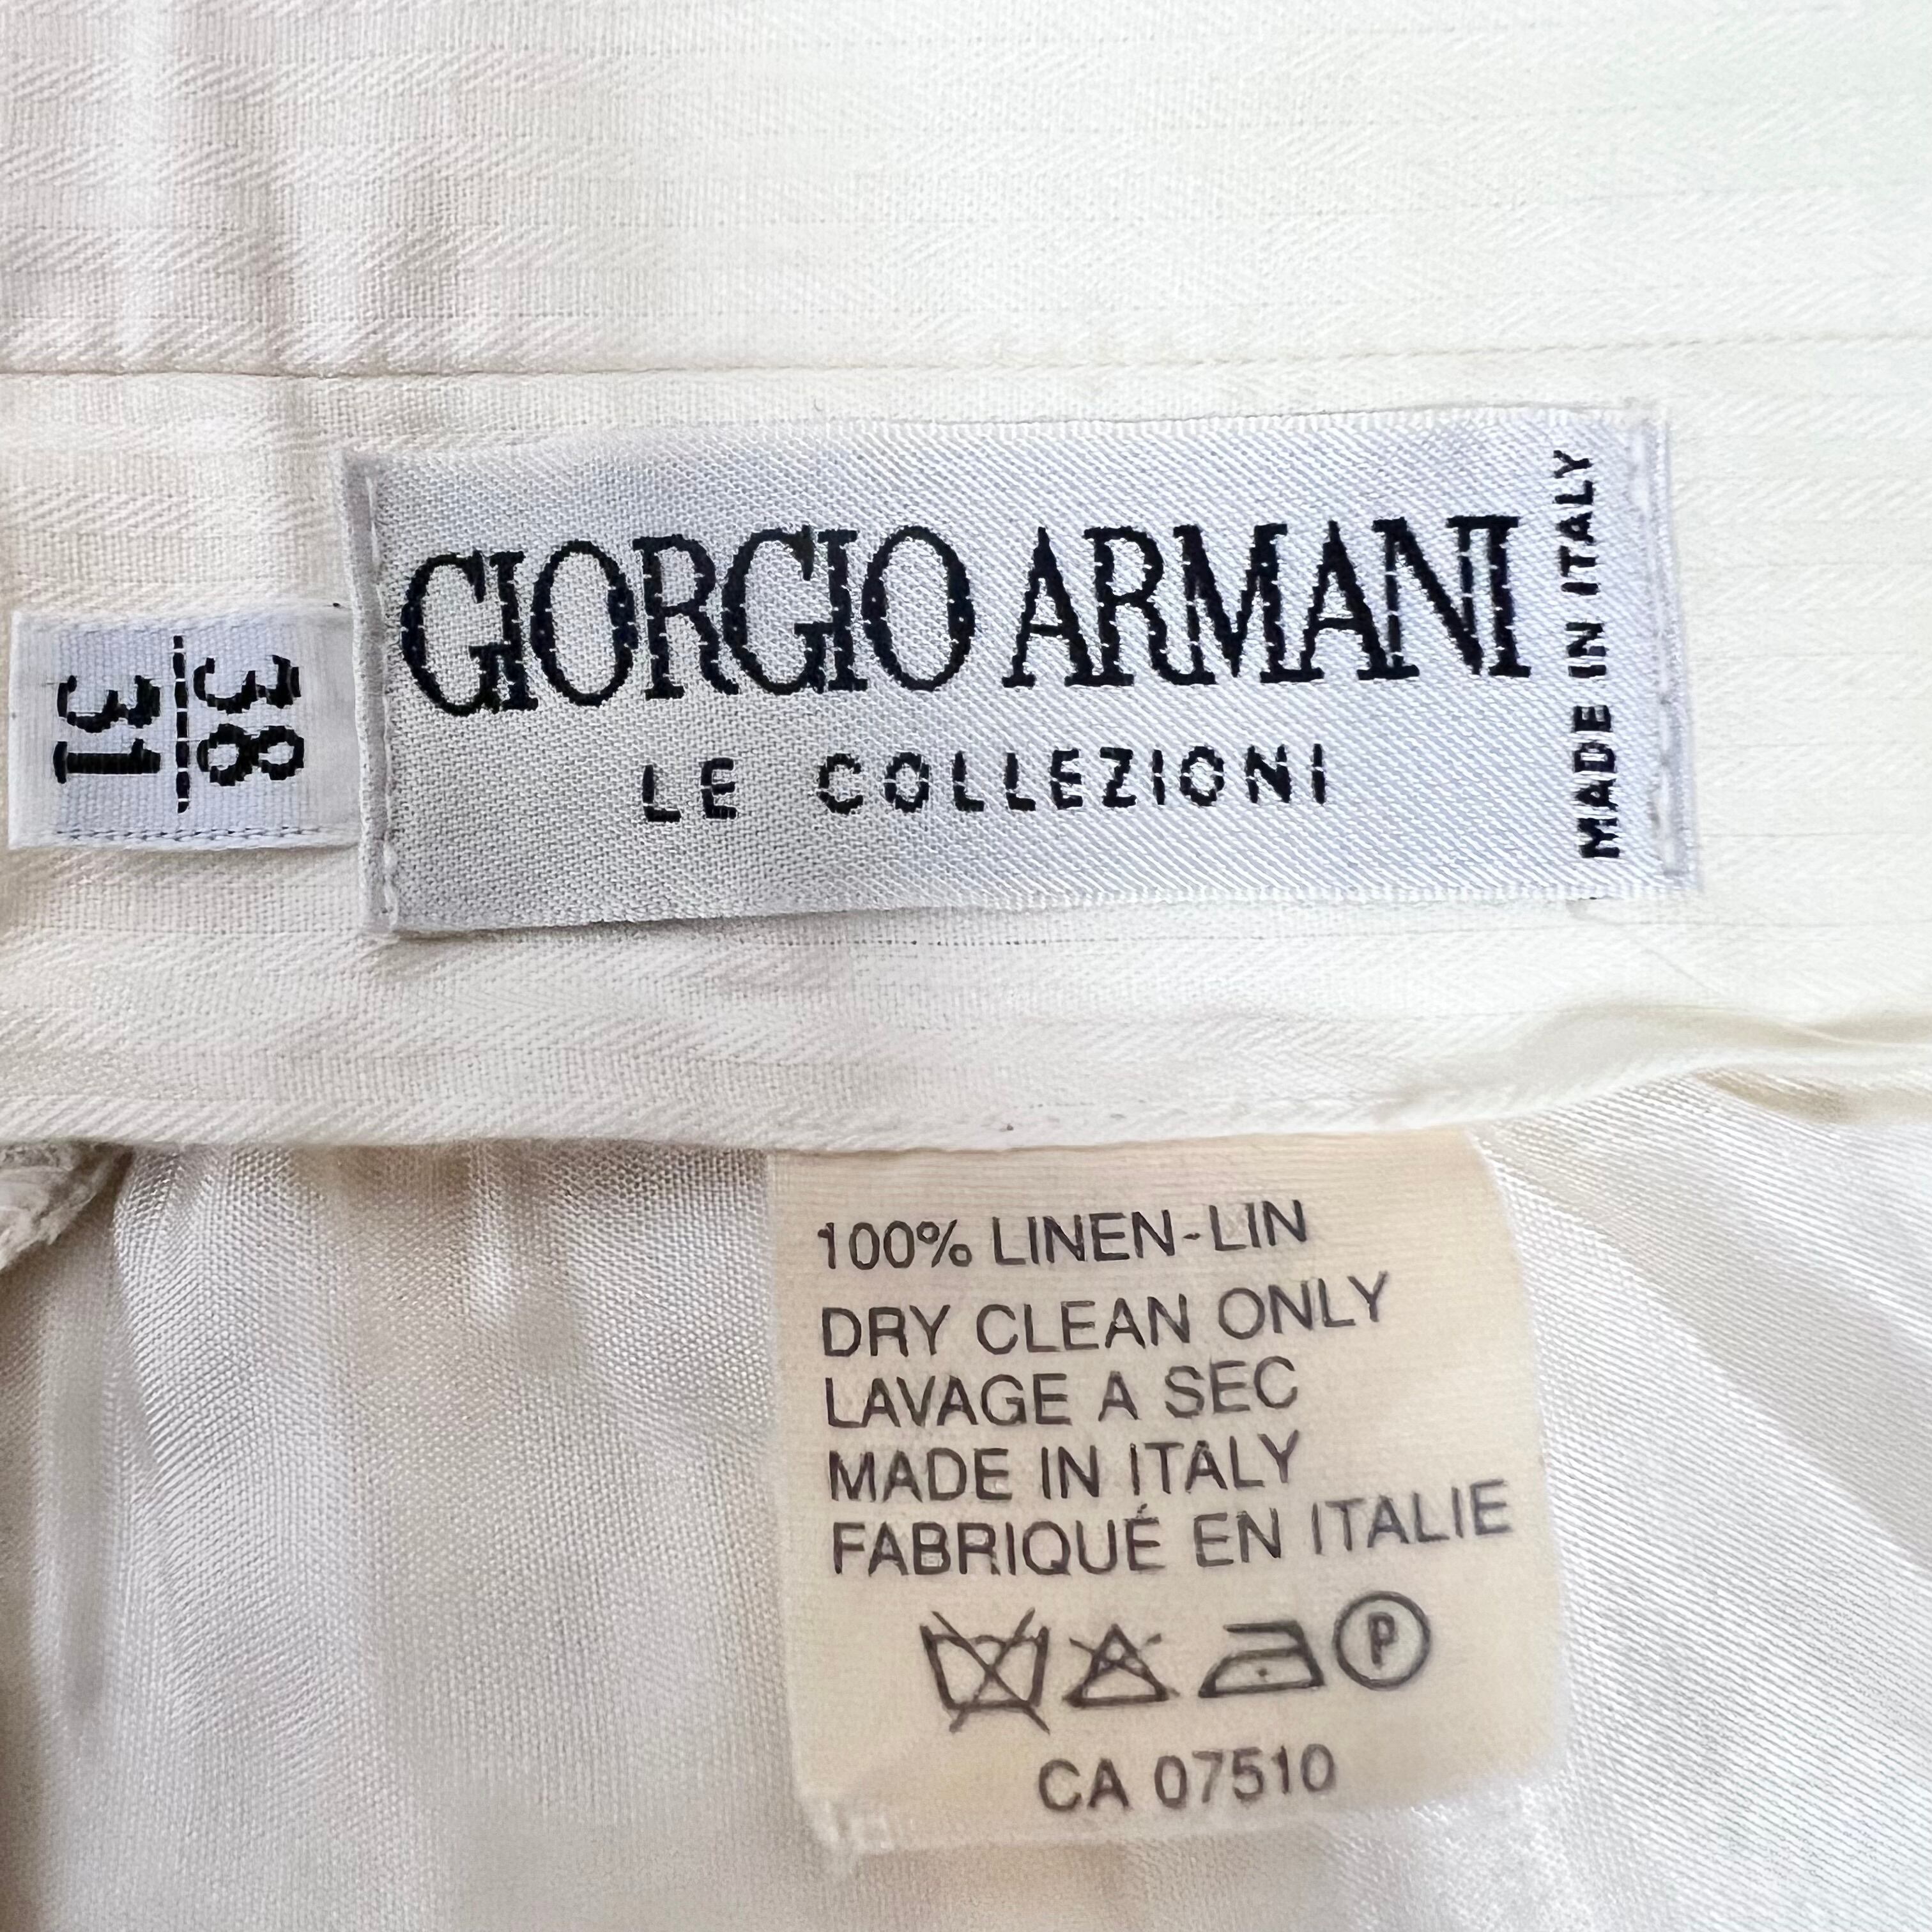 38
31
GIORGIO ARMANI
LE COLLEZIONI
MADE IN ITALY
100% LINEN-LIN
DRY CLEAN ONLY
LAVAGE A SEC
MADE IN ITALY
FABRIQUÉ EN ITALIE
P
CA 07510